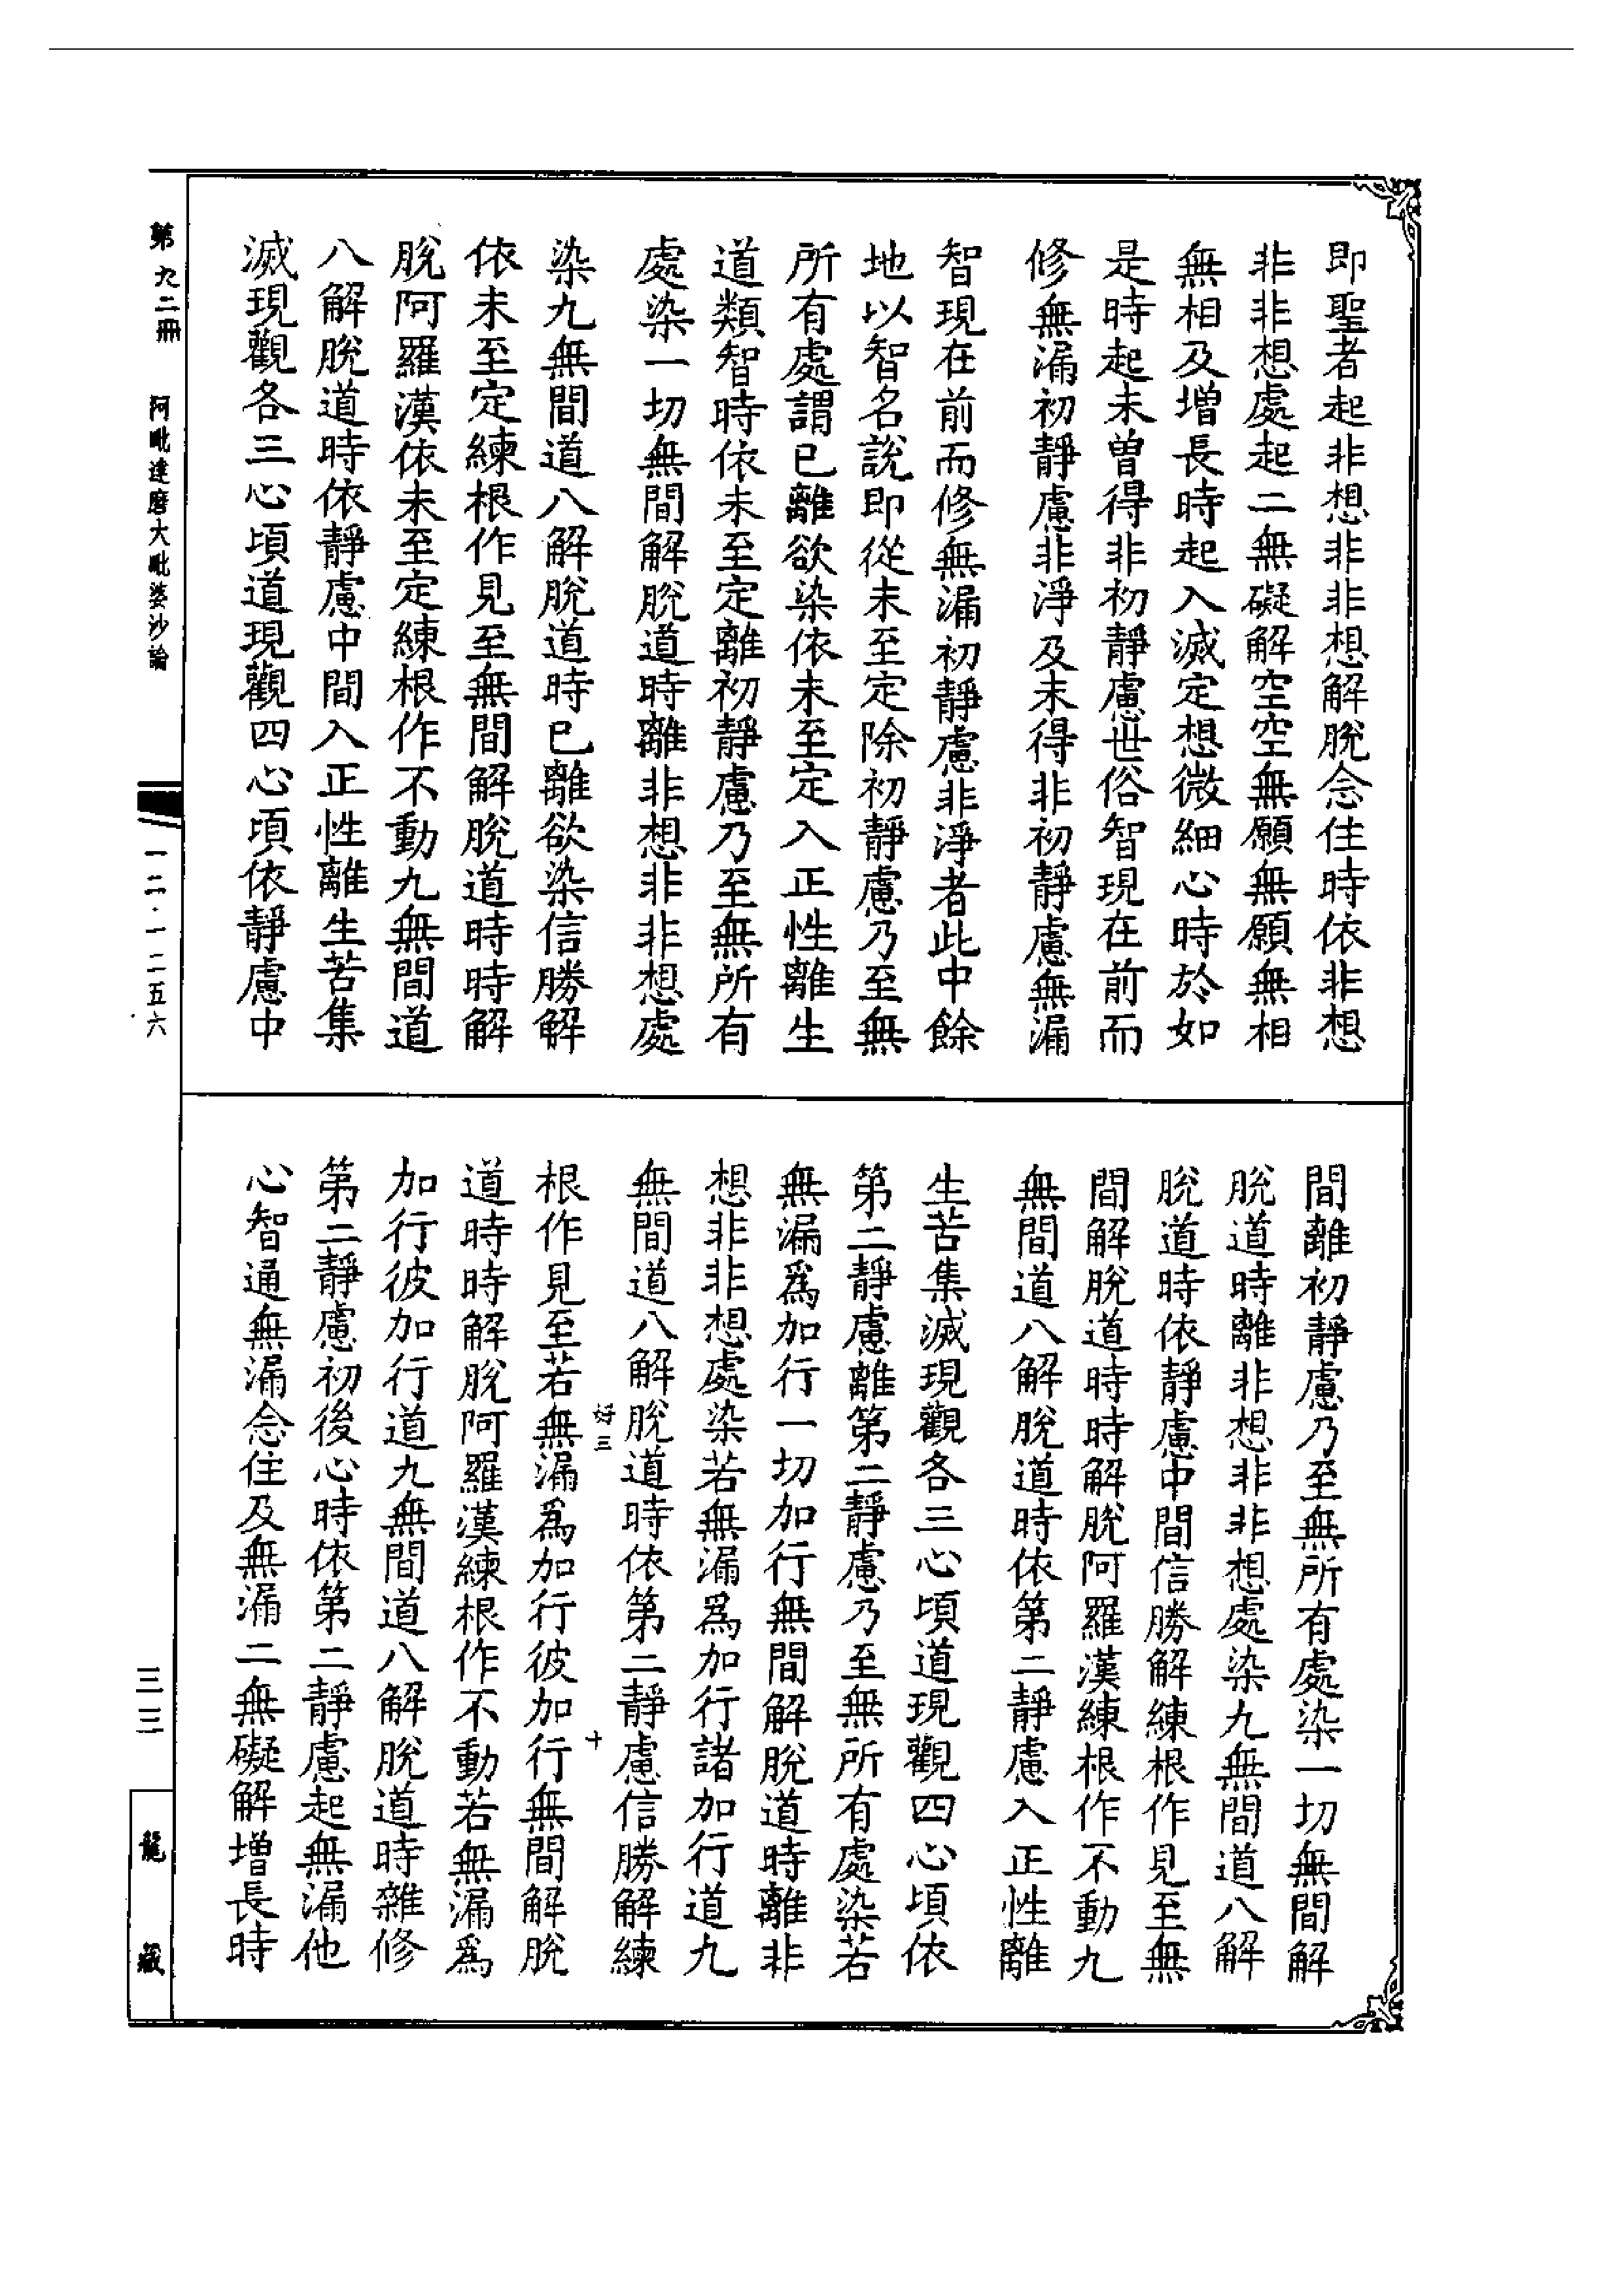 即聖者起非想非非想解脫念住時依非想
非非想處起二無礙解空空無願無願無相
無相及增長時起入滅定想微細心時於如
是時起未曾得非初靜慮世俗智現在前而
修無漏初靜慮非淨及未得非初靜慮無漏
智現在前而修無漏初靜慮非淨者此中餘
地以智名說即從未至定除初靜慮乃至無
所有處謂已離欲染依未至定入正性離生
道類智時依未至定離初靜慮乃至無所有
處染一切無間解脫道時離非想非非想處
染九無間道八解脫道時已離欲染信勝解
依未至定練根作見至無間解脫道時時解
脫阿羅漢依未至定練根作不動九無間道
八解脫道時依靜慮中間入正性離生苦集
滅現觀各三心頃道現觀四心頃依靜慮中
間離初靜慮乃至無所有處染一切無間解
脫道時離非想非非想處染九無間道八解
脫道時依靜慮中間信勝解練根作見至無
間解脫道時時解脫阿羅漢練根作不動九
無間道八解脫道時依第二靜慮入正性離
生苦集滅現觀各三心頃道現觀四心頃依
第二靜慮離第二靜慮乃至無所有處染若
無漏爲加行一切加行無間解脫道時離非
想非非想處染若無漏爲加行諸加行道九
無間道八解脫道時依第二靜慮信勝解練
好三
十
根作見至若無漏爲加行彼加行無間解脫
道時時解脫阿羅漢練根作不動若無漏爲
加行彼加行道九無間道八解脫道時雜修
第二靜慮初後心時依第二靜慮起無漏他
心智通無漏念住及無漏二無礙解增長時
第九二冊 阿毗達磨大毗婆沙論
一二·一二五六
三三
龍藏